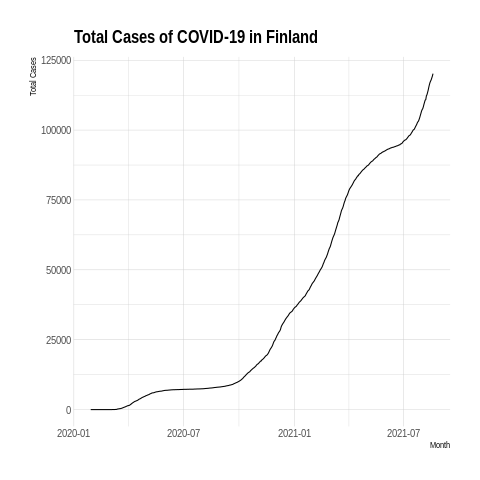 Total Cases of COVID-19 in Finland
Total Cases
125000
100000
75000
50000
25000
0
2020-01 2020-07 2021-01 2021-07
Month